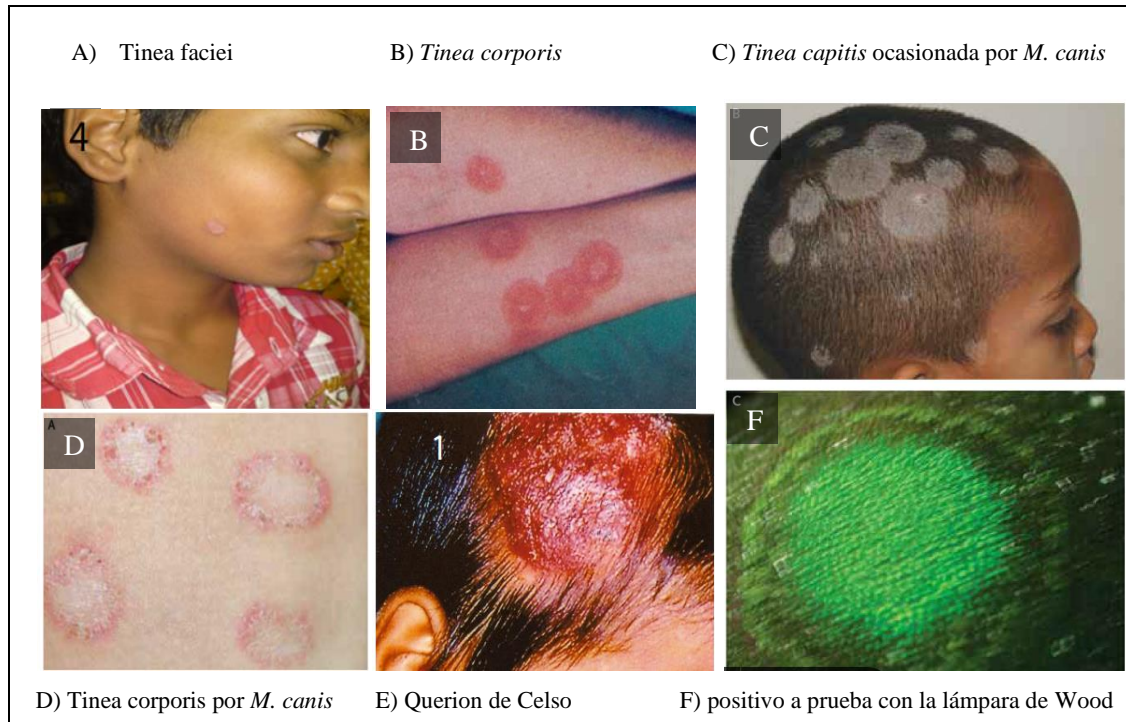 A) Tinea faciei B) Tinea corporis C) Tinea capitis ocasionada por M. canis
4
B
B
C
A
D
1
C
F
D) Tinea corporis por M. canis E) Querion de Celso F) positivo a prueba con la lámpara de Wood